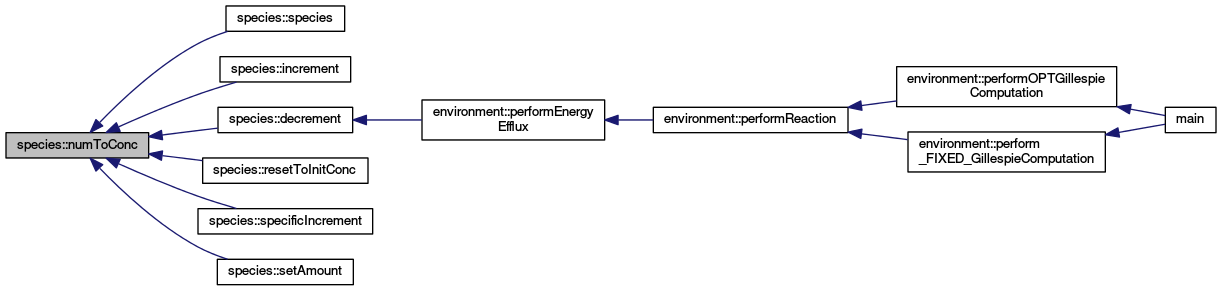 species::numToConc
species::species
species::increment
species::decrement
species::resetToInitConc
species::specificIncrement
species::setAmount
environment::performEnergy
Efflux
environment::performReaction
environment::performOPTGillespie
Computation
environment::perform
_FIXED_GillespieComputation
main